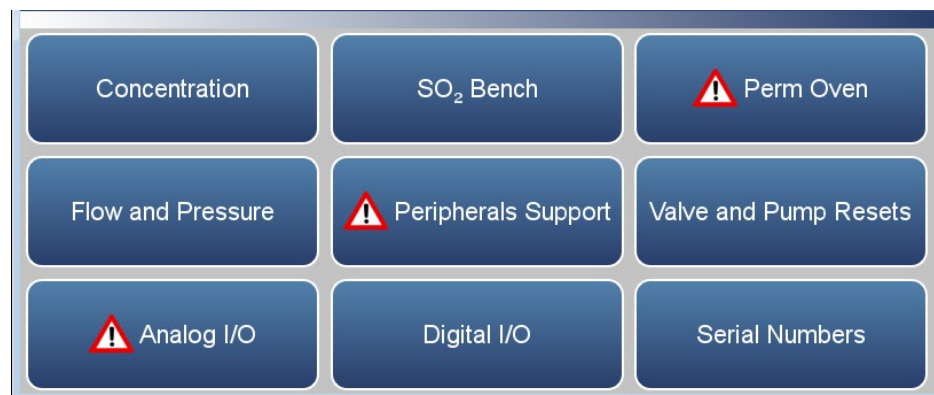 Concentration
SO₂ Bench
Perm Oven
Flow and Pressure
Peripherals Support
Valve and Pump Resets
Analog I/O
Digital I/O
Serial Numbers